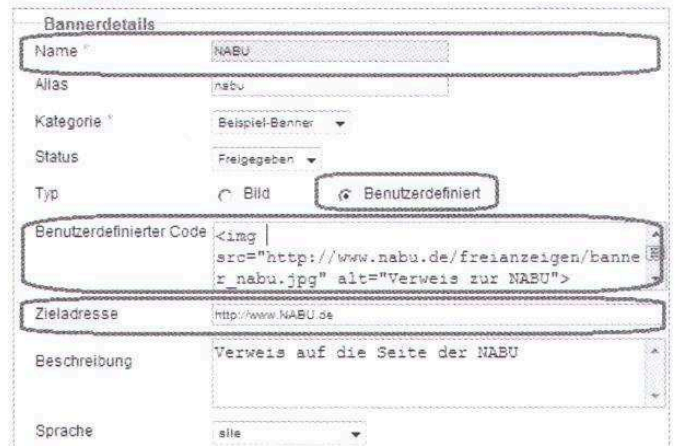 Bannerdetails
Name * NABU
Alias nabu
Kategorie * Beispiel-Banner
Status Freigegeben
Typ Bild Benutzerdefiniert
Benutzerdefinierter Code <img
src="http://www.nabu.de/freianzeigen/banne
r_nabu.jpg" alt="Verweis zur NABU">
Zieladresse http://www.NABU.de
Beschreibung Verweis auf die Seite der NABU
Sprache alle